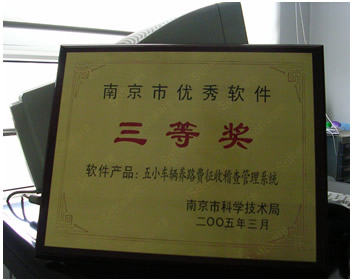 南京市优秀软件
三等奖
软件产品：五小车辆养路费征收稽查管理系统
南京市科学技术局
二〇〇五年三月